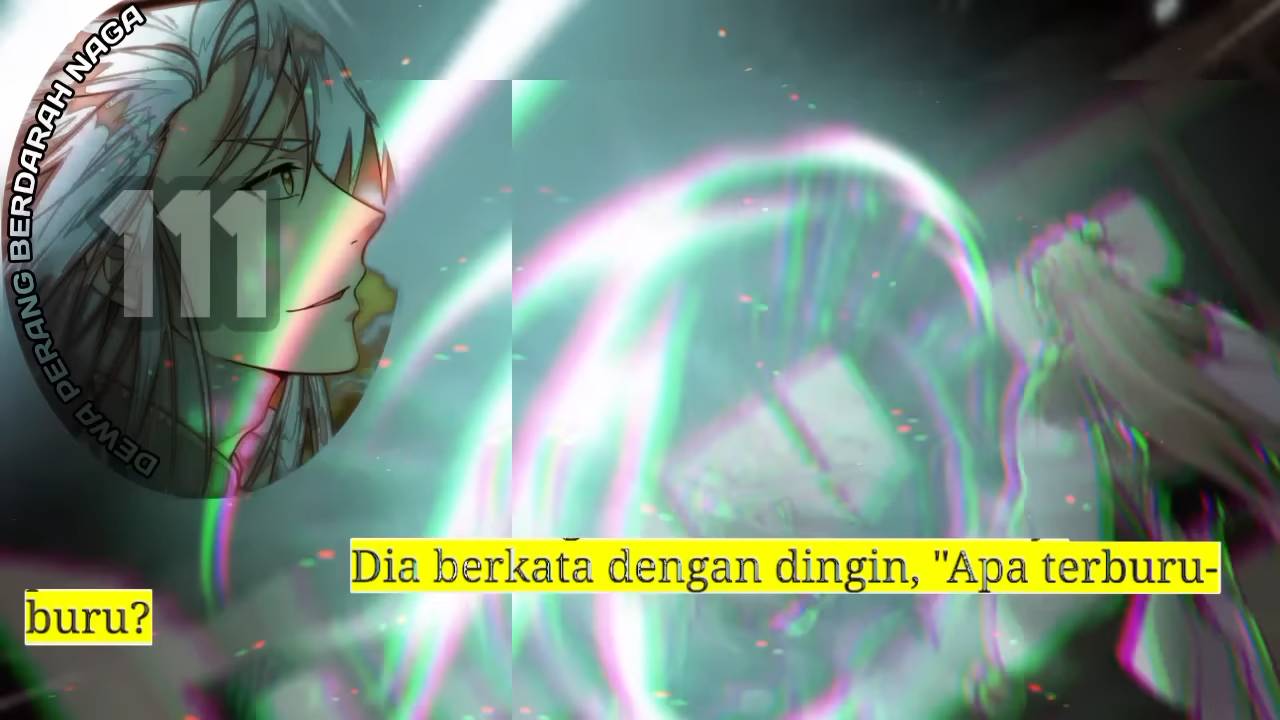 DEWA PERANG BERDARAH NAGA
111
Dia berkata dengan dingin, "Apa terburu-
buru?